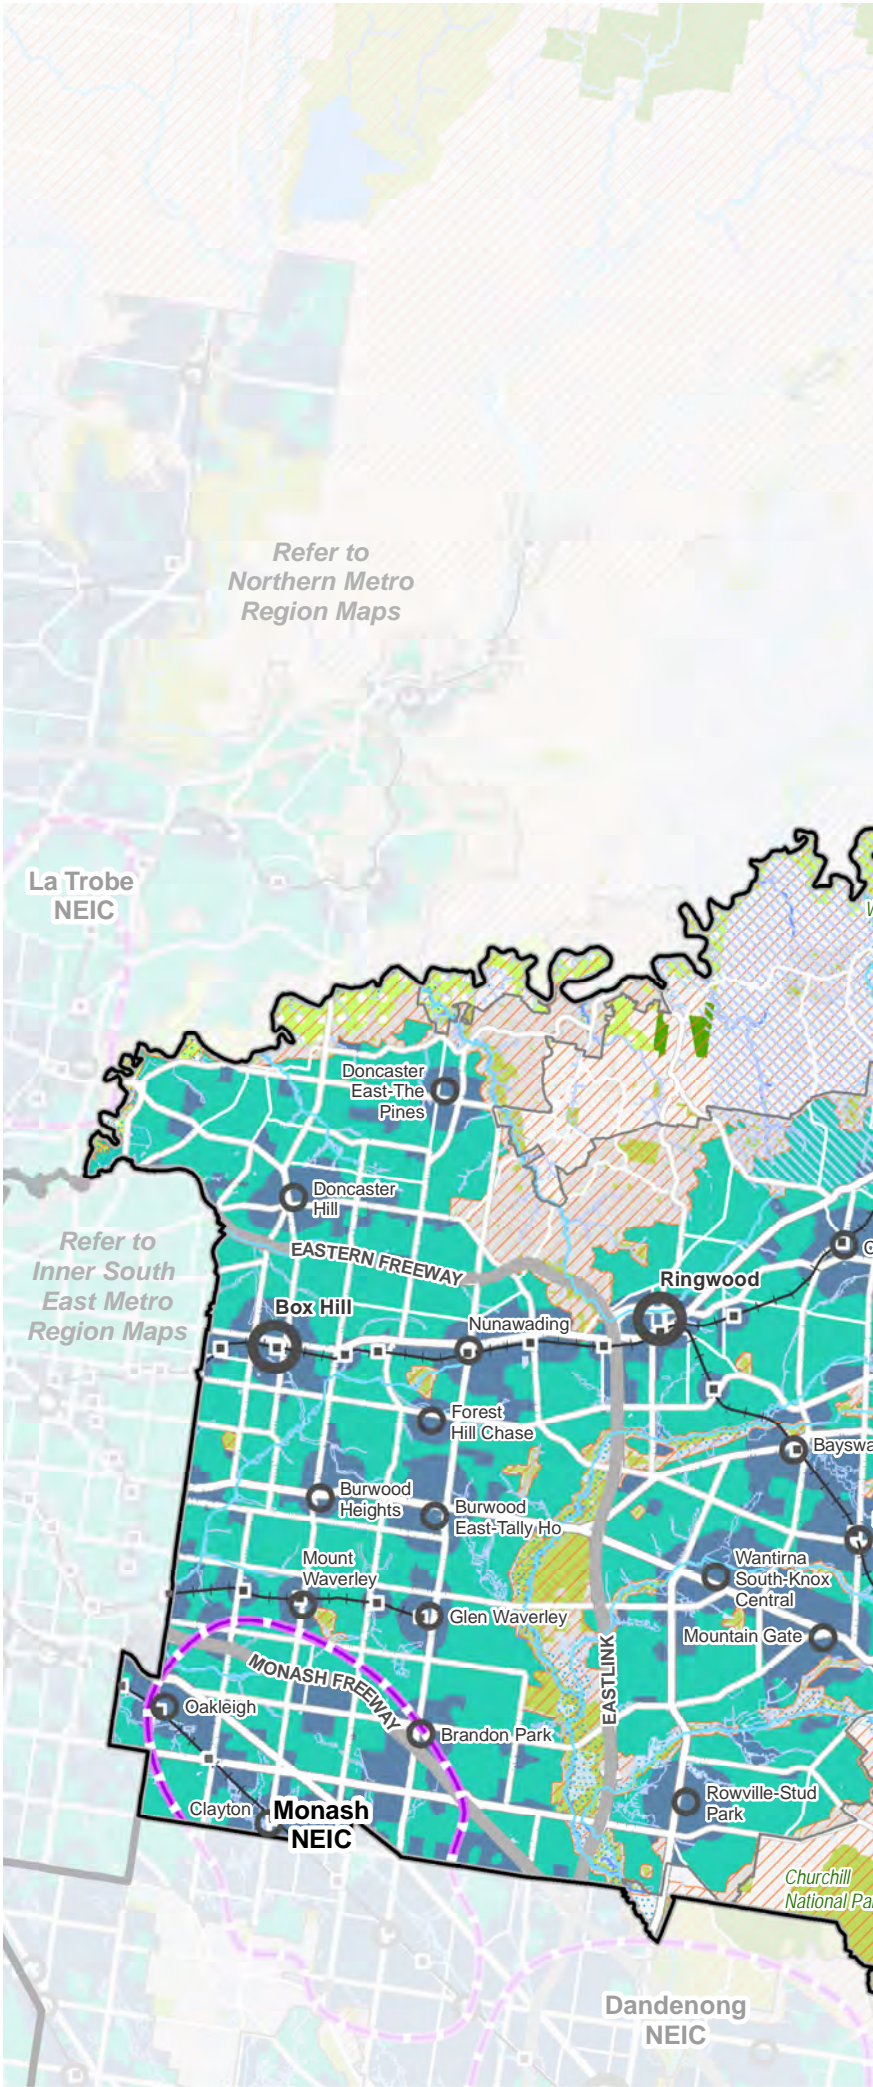 Refer to
Northern Metro
Region Maps
La Trobe
NEIC
Doncaster
East-The
Pines
Doncaster
Hill
Refer to
Inner South
East Metro
Region Maps
EASTERN FREEWAY
Ringwood
Box Hill
Nunawading
Forest
Hill Chase
Bayswa
Burwood
Heights
Burwood
East-Tally Ho
Mount
Waverley
Wantirna
South-Knox
Central
Glen Waverley
Mountain Gate
MONASH FREEWAY
EASTLINK
Oakleigh
Brandon Park
Clayton
Monash
NEIC
Rowville-Stud
Park
Churchill
National Pa
Dandenong
NEIC